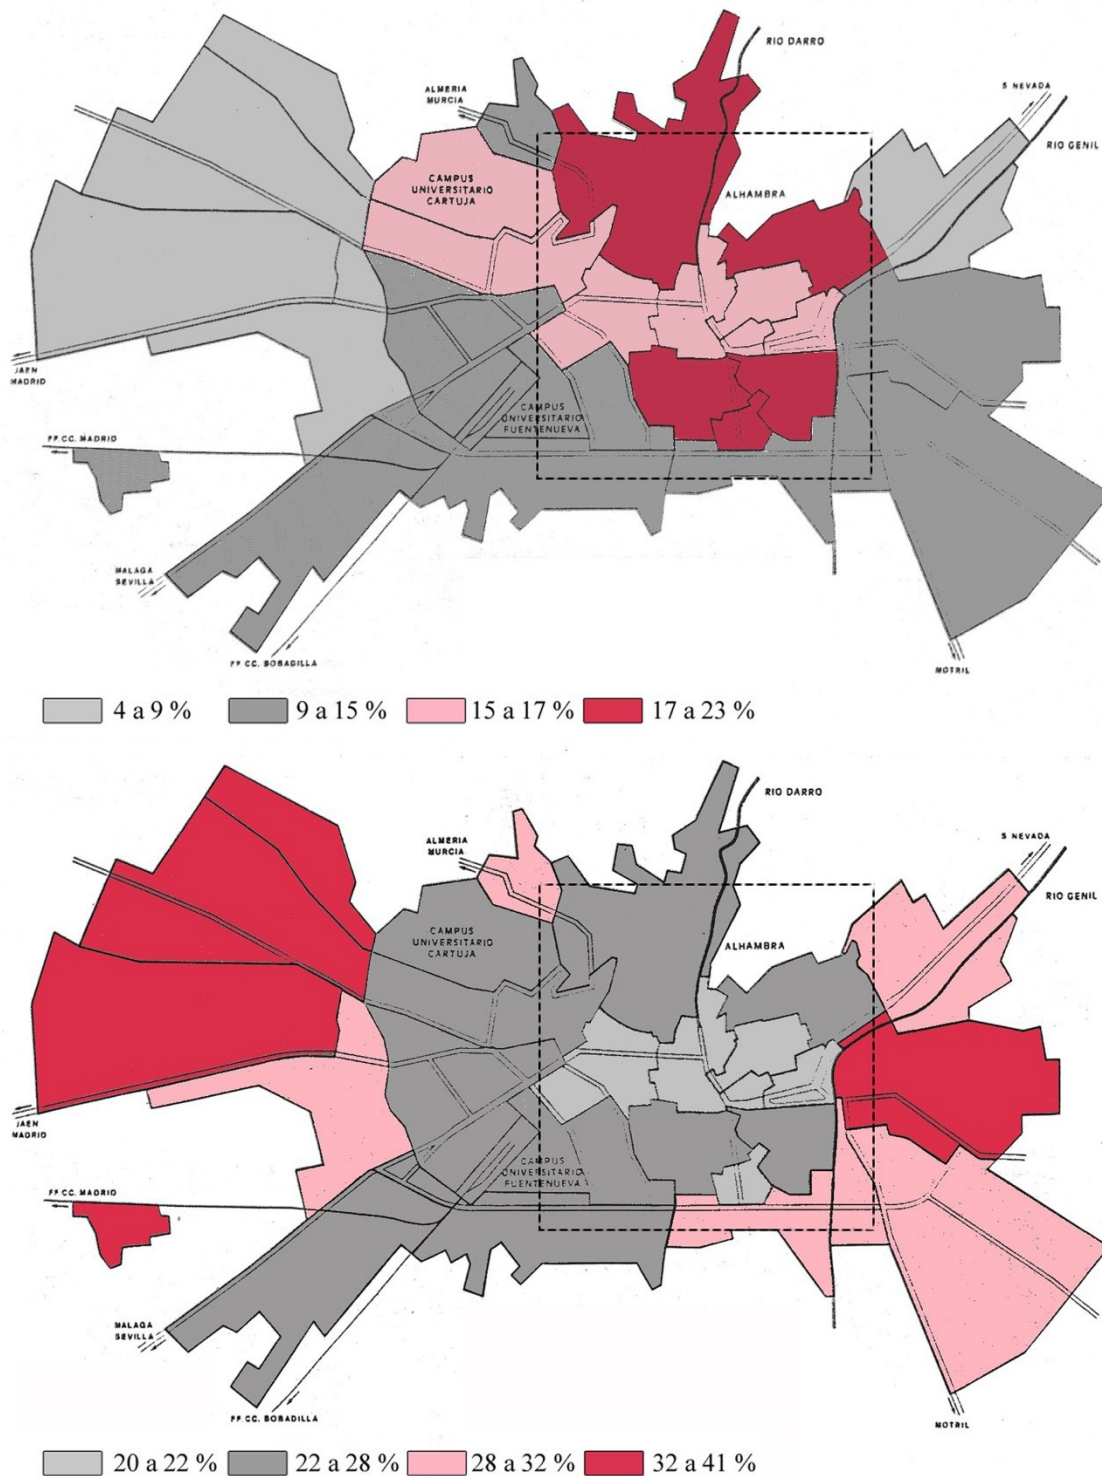 RIO DARRO
ALMERIA
MURCIA
S NEVADA
RIO GENIL
CAMPUS
UNIVERSITARIO
CARTUJA
ALHAMBRA
JAEN
MADRID
CAMPUS
UNIVERSITARIO
FUENTENUEVA
FF.CC. MADRID
MALAGA
SEVILLA
FF.CC. BOBADILLA
MOTRIL
4 a 9 %
9 a 15 %
15 a 17 %
17 a 23 %
RIO DARRO
ALMERIA
MURCIA
S NEVADA
RIO GENIL
CAMPUS
UNIVERSITARIO
CARTUJA
ALHAMBRA
JAEN
MADRID
CAMPUS
UNIVERSITARIO
FUENTENUEVA
FF.CC. MADRID
MALAGA
SEVILLA
FF.CC. BOBADILLA
MOTRIL
20 a 22 %
22 a 28 %
28 a 32 %
32 a 41 %